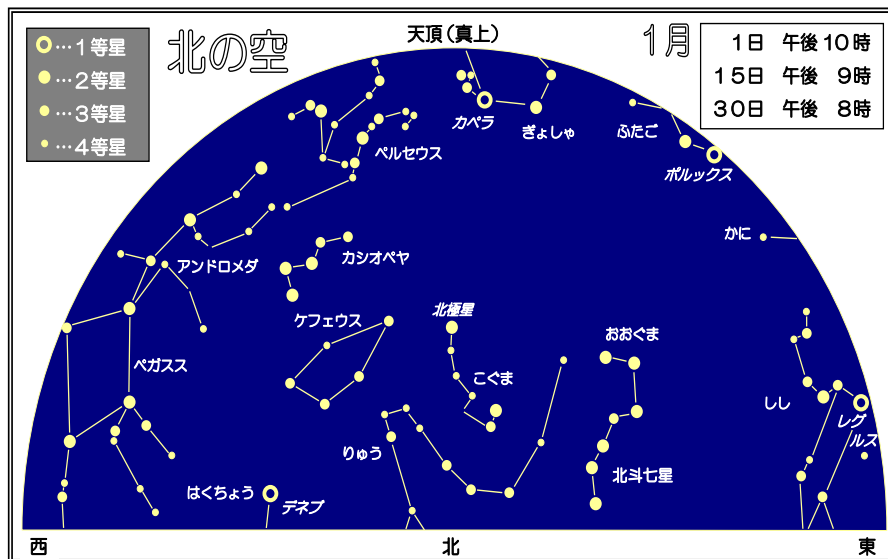 …1等星
…2等星
…3等星
…4等星
北の空
天頂(真上)
1月
1日 午後10時
15日 午後 9時
30日 午後 8時
カペラ
ぎょしゃ
ふたご
ポルックス
ペルセウス
かに
アンドロメダ
カシオペヤ
ケフェウス
北極星
おおぐま
ペガスス
こぐま
しし
レグ
ルス
りゅう
北斗七星
はくちょう
デネブ
西
北
東